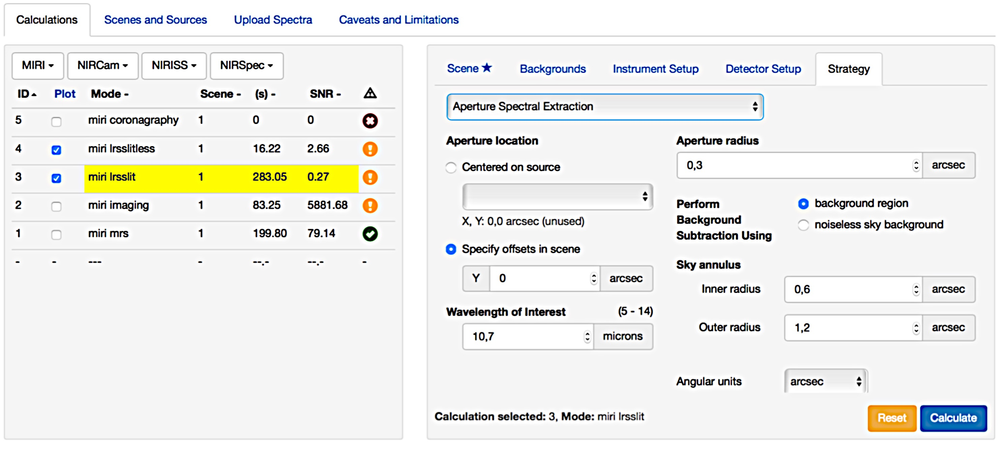 Calculations Scenes and Sources Upload Spectra Caveats and Limitations
MIRI NIRCam NIRISS NIRSpec
ID Plot Mode - Scene - (s) - SNR -
5 miri coronagraphy 1 0 0
4 miri lrsslitless 1 16.22 2.66
3 miri lrsslit 1 283.05 0.27
2 miri imaging 1 83.25 5881.68
1 miri mrs 1 199.80 79.14
- - --- - --.- --.- -
Scene ★ Backgrounds Instrument Setup Detector Setup Strategy
Aperture Spectral Extraction
Aperture location
Centered on source
X, Y: 0,0 arcsec (unused)
Specify offsets in scene
Y 0 arcsec
Wavelength of Interest (5 - 14)
10,7 microns
Aperture radius
0,3 arcsec
Perform
Background
Subtraction Using
background region
noiseless sky background
Sky annulus
Inner radius 0,6 arcsec
Outer radius 1,2 arcsec
Angular units arcsec
Calculation selected: 3, Mode: miri lrsslit
Reset Calculate